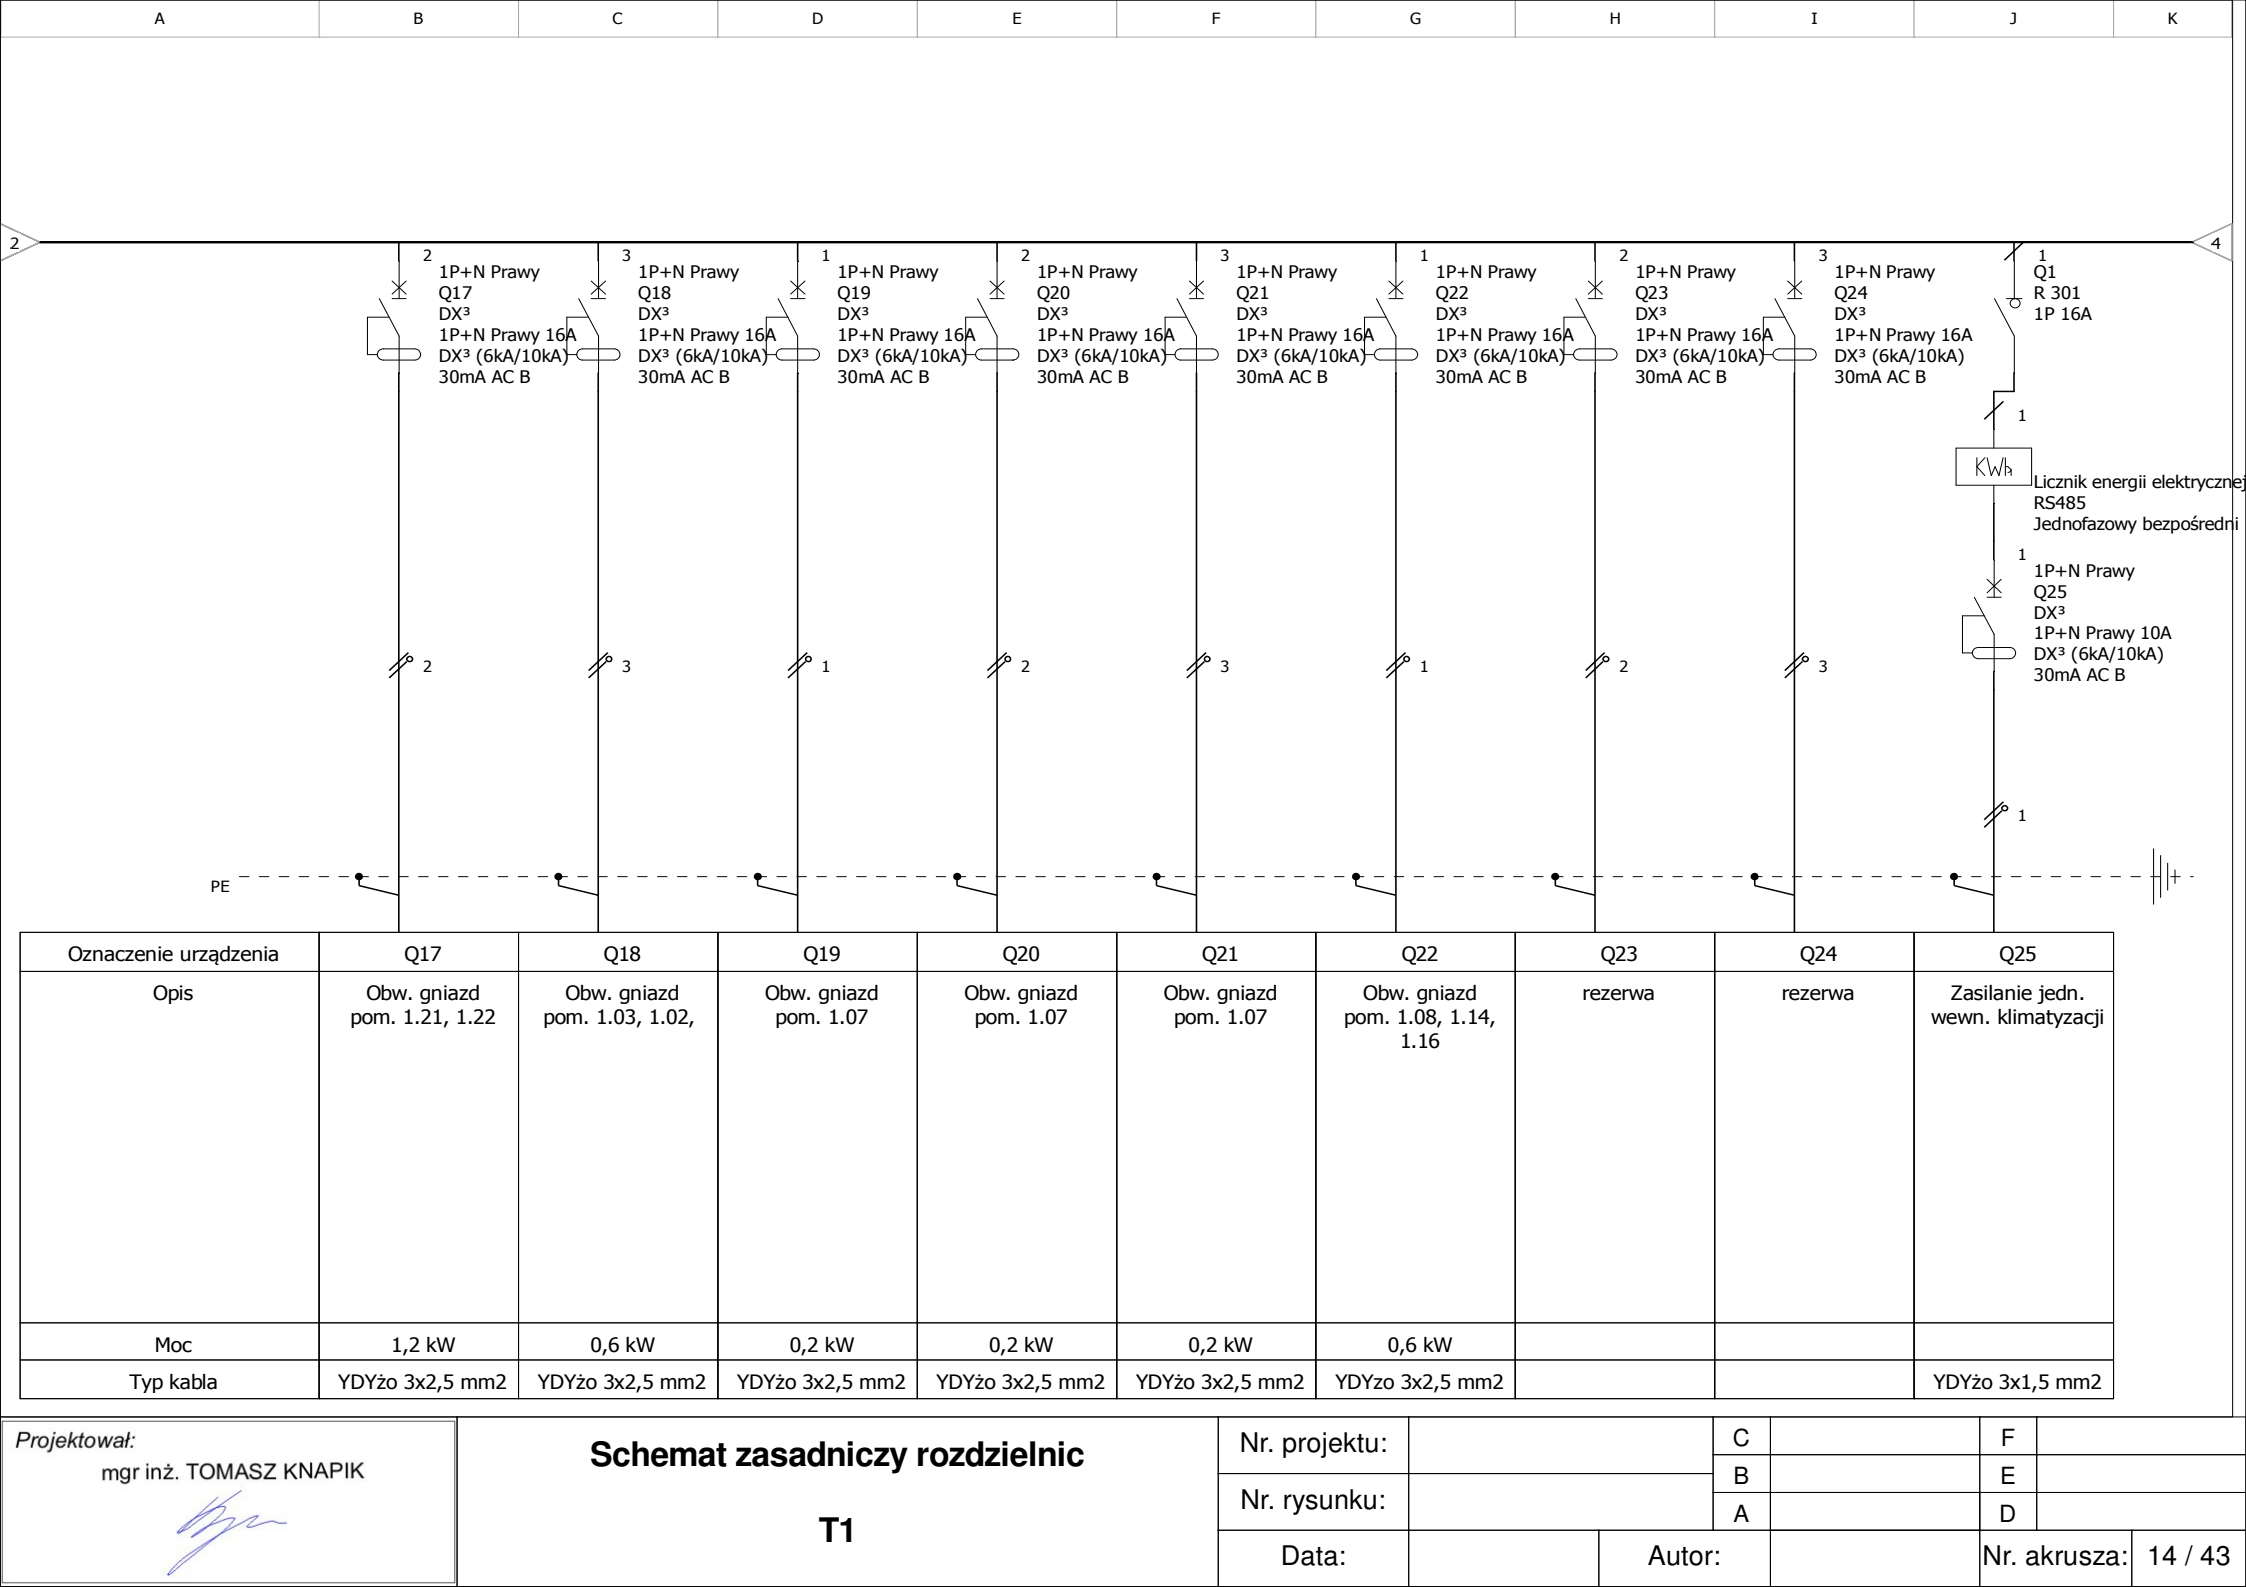 A B C D E F G H I J K
2
4
2
1P+N Prawy
Q17
DX³
1P+N Prawy 16A
DX³ (6kA/10kA)
30mA AC B
3
1P+N Prawy
Q18
DX³
1P+N Prawy 16A
DX³ (6kA/10kA)
30mA AC B
1
1P+N Prawy
Q19
DX³
1P+N Prawy 16A
DX³ (6kA/10kA)
30mA AC B
2
1P+N Prawy
Q20
DX³
1P+N Prawy 16A
DX³ (6kA/10kA)
30mA AC B
3
1P+N Prawy
Q21
DX³
1P+N Prawy 16A
DX³ (6kA/10kA)
30mA AC B
1
1P+N Prawy
Q22
DX³
1P+N Prawy 16A
DX³ (6kA/10kA)
30mA AC B
2
1P+N Prawy
Q23
DX³
1P+N Prawy 16A
DX³ (6kA/10kA)
30mA AC B
3
1P+N Prawy
Q24
DX³
1P+N Prawy 16A
DX³ (6kA/10kA)
30mA AC B
1
Q1
R 301
1P 16A
1
KWh
Licznik energii elektrycznej
RS485
Jednofazowy bezpośredni
1
1P+N Prawy
Q25
DX³
1P+N Prawy 10A
DX³ (6kA/10kA)
30mA AC B
2 3 1 2 3 1 2 3
1
PE
Oznaczenie urządzenia Q17 Q18 Q19 Q20 Q21 Q22 Q23 Q24 Q25
Opis
Obw. gniazd
pom. 1.21, 1.22
Obw. gniazd
pom. 1.03, 1.02,
Obw. gniazd
pom. 1.07
Obw. gniazd
pom. 1.07
Obw. gniazd
pom. 1.07
Obw. gniazd
pom. 1.08, 1.14,
1.16
rezerwa
rezerwa
Zasilanie jedn.
wewn. klimatyzacji
Moc 1,2 kW 0,6 kW 0,2 kW 0,2 kW 0,2 kW 0,6 kW
Typ kabla YDYżo 3x2,5 mm2 YDYżo 3x2,5 mm2 YDYżo 3x2,5 mm2 YDYżo 3x2,5 mm2 YDYżo 3x2,5 mm2 YDYzo 3x2,5 mm2 YDYżo 3x1,5 mm2
Projektował:
mgr inż. TOMASZ KNAPIK
Schemat zasadniczy rozdzielnic
T1
Nr. projektu:
Nr. rysunku:
Data:
Autor:
C F
B E
A D
Nr. akrusza: 14 / 43